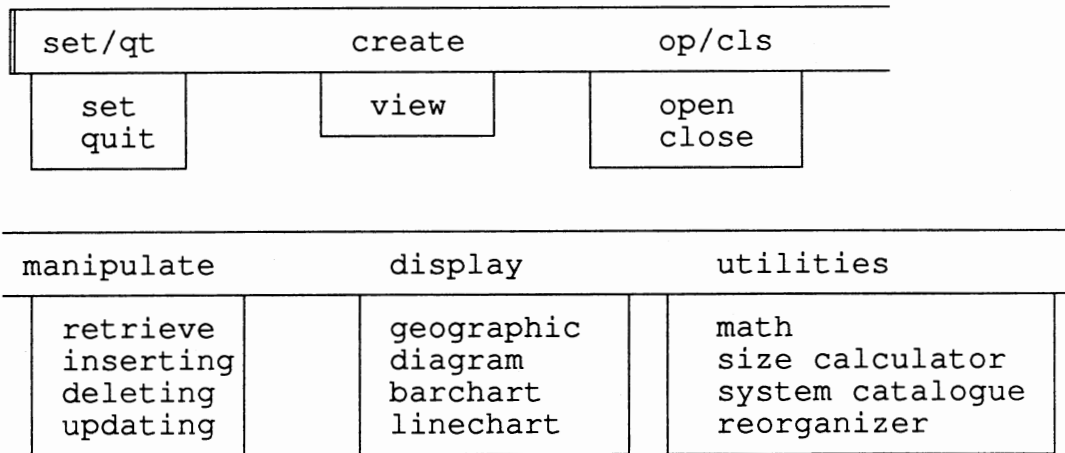 set/qt create op/cls
set view open
quit close
manipulate display utilities
retrieve geographic math
inserting diagram size calculator
deleting barchart system catalogue
updating linechart reorganizer